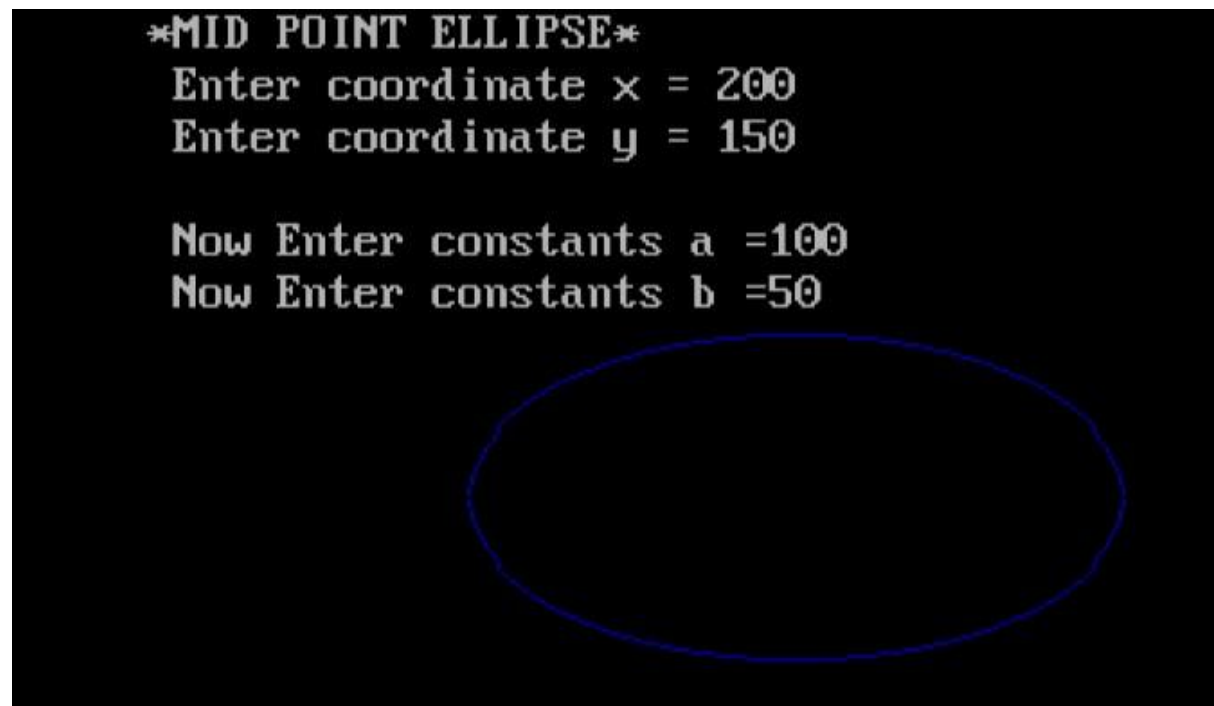 *MID POINT ELLIPSE*
Enter coordinate x = 200
Enter coordinate y = 150
Now Enter constants a =100
Now Enter constants b =50